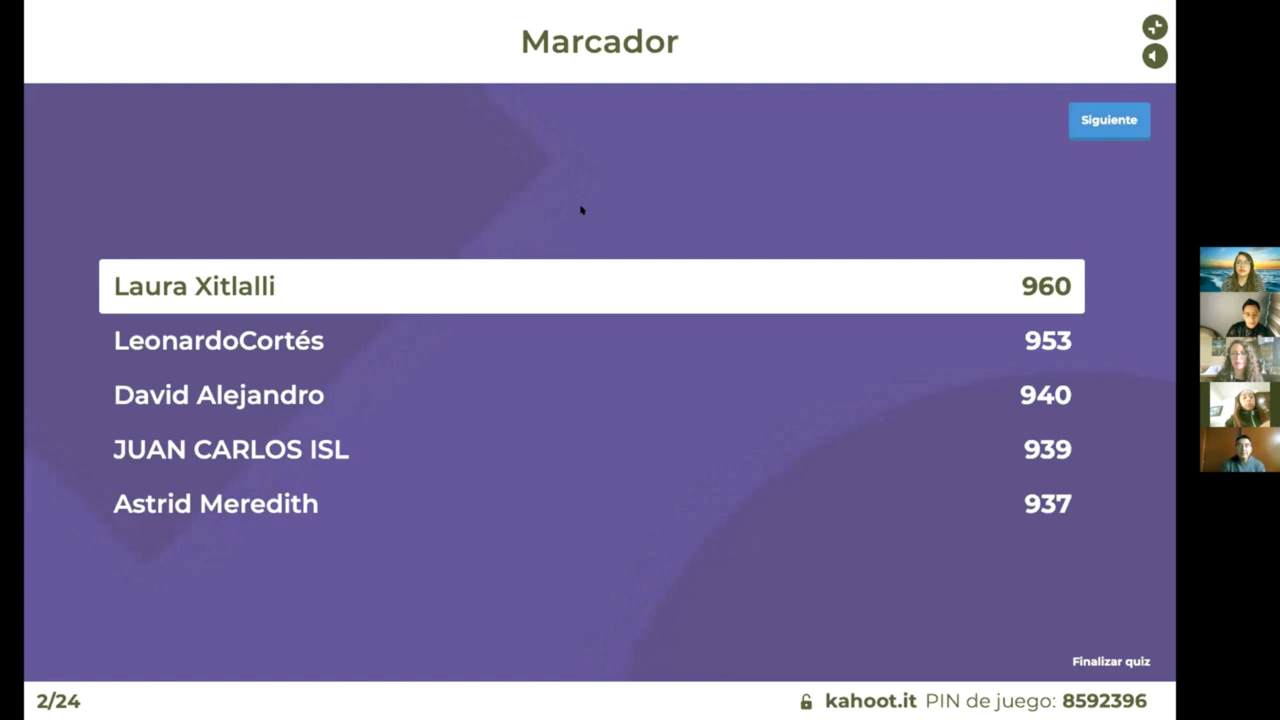 Marcador
Siguiente
Laura Xitlalli 960
LeonardoCortés 953
David Alejandro 940
JUAN CARLOS ISL 939
Astrid Meredith 937
Finalizar quiz
2/24 kahoot.it PIN de juego: 8592396